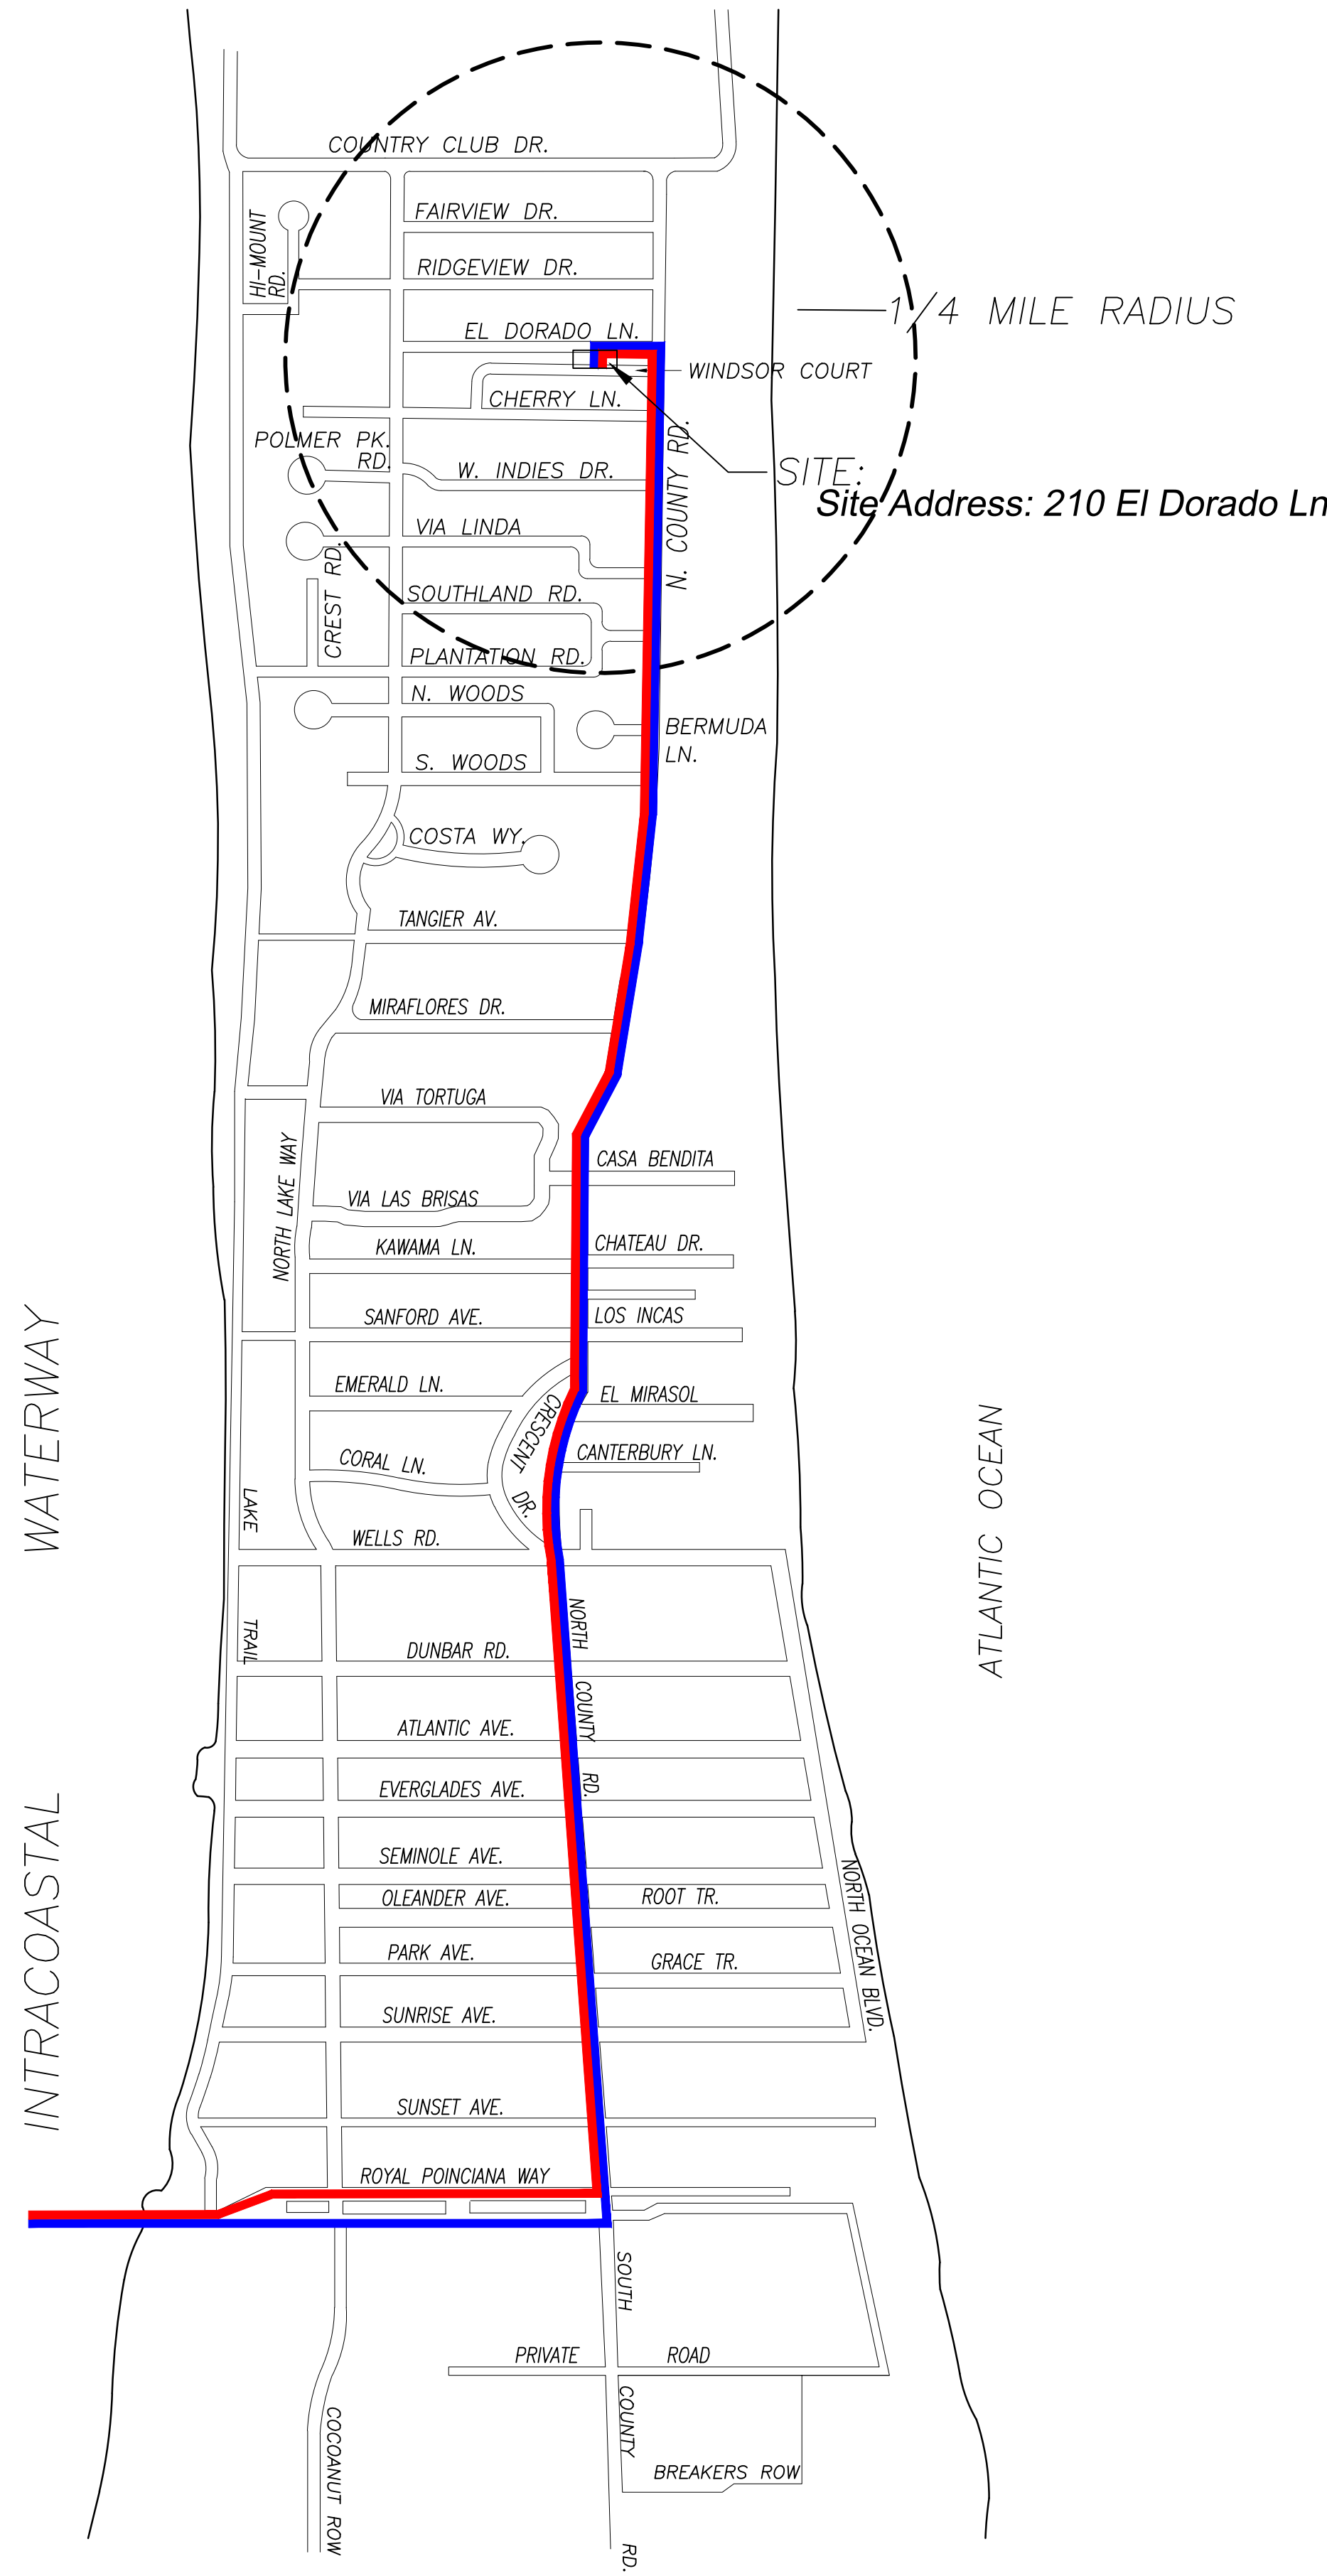 COUNTRY CLUB DR.
HI-MOUNT
RD.
FAIRVIEW DR.
RIDGEVIEW DR.
1/4 MILE RADIUS
EL DORADO LN.
WINDSOR COURT
CHERRY LN.
POLMER PK.
RD.
W. INDIES DR.
N. COUNTY RD.
SITE:
Site Address: 210 El Dorado Ln
VIA LINDA
CREST RD.
SOUTHLAND RD.
PLANTATION RD.
N. WOODS
BERMUDA
LN.
S. WOODS
COSTA WY.
TANGIER AV.
MIRAFLORES DR.
VIA TORTUGA
NORTH LAKE WAY
CASA BENDITA
VIA LAS BRISAS
KAWAMA LN.
CHATEAU DR.
SANFORD AVE.
LOS INCAS
EMERALD LN.
EL MIRASOL
CRESCENT
DR.
CORAL LN.
CANTERBURY LN.
INTRACOASTAL WATERWAY
ATLANTIC OCEAN
LAKE
TRAIL
WELLS RD.
NORTH
COUNTY
RD.
DUNBAR RD.
ATLANTIC AVE.
EVERGLADES AVE.
SEMINOLE AVE.
OLEANDER AVE.
ROOT TR.
NORTH OCEAN BLVD.
PARK AVE.
GRACE TR.
SUNRISE AVE.
SUNSET AVE.
ROYAL POINCIANA WAY
SOUTH
COUNTY
RD.
PRIVATE ROAD
COCOANUT ROW
BREAKERS ROW